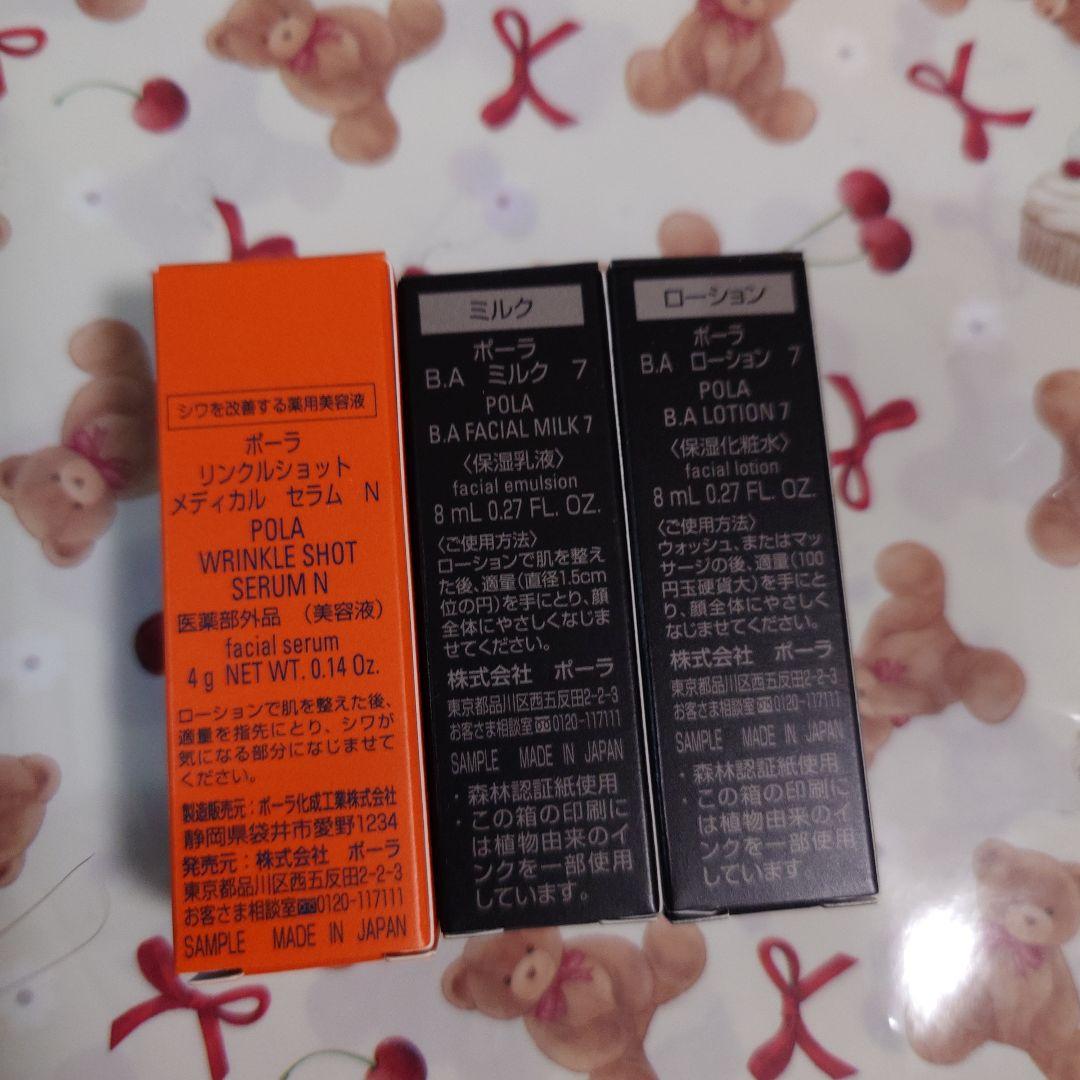 シワを改善する薬用美容液
ポーラ
リンクルショット
メディカル セラム N
POLA
WRINKLE SHOT
SERUM N
医薬部外品 (美容液)
facial serum
4g NET WT. 0.14 Oz.
ローションで肌を整えた後、
適量を指先にとり、シワが
気になる部分になじませて
ください。
製造販売元:ポーラ化成工業株式会社
静岡県袋井市愛野1234
発売元:株式会社 ポーラ
東京都品川区西五反田2-2-3
お客さま相談室 0120-117111
SAMPLE MADE IN JAPAN
ミルク
ポーラ
B.A ミルク 7
POLA
B.A FACIAL MILK 7
〈保湿乳液〉
facial emulsion
8 mL 0.27 FL. OZ.
〈ご使用方法〉
ローションで肌を整え
た後、適量(直径1.5cm
位の円)を手にとり、顔
全体にやさしくなじま
せてください。
株式会社 ポーラ
東京都品川区西五反田2-2-3
お客さま相談室 0120-117111
SAMPLE MADE IN JAPAN
・森林認証紙使用
・この箱の印刷に
は植物由来のイ
ンクを一部使用
しています。
ローション
ポーラ
B.A ローション 7
POLA
B.A LOTION 7
〈保湿化粧水〉
facial lotion
8 mL 0.27 FL. OZ.
〈ご使用方法〉
ウォッシュ、またはマッ
サージの後、適量(100
円玉硬貨大)を手にと
り、顔全体にやさしく
なじませてください。
株式会社 ポーラ
東京都品川区西五反田2-2-3
お客さま相談室 0120-117111
SAMPLE MADE IN JAPAN
・森林認証紙使用
・この箱の印刷に
は植物由来のイ
ンクを一部使用
しています